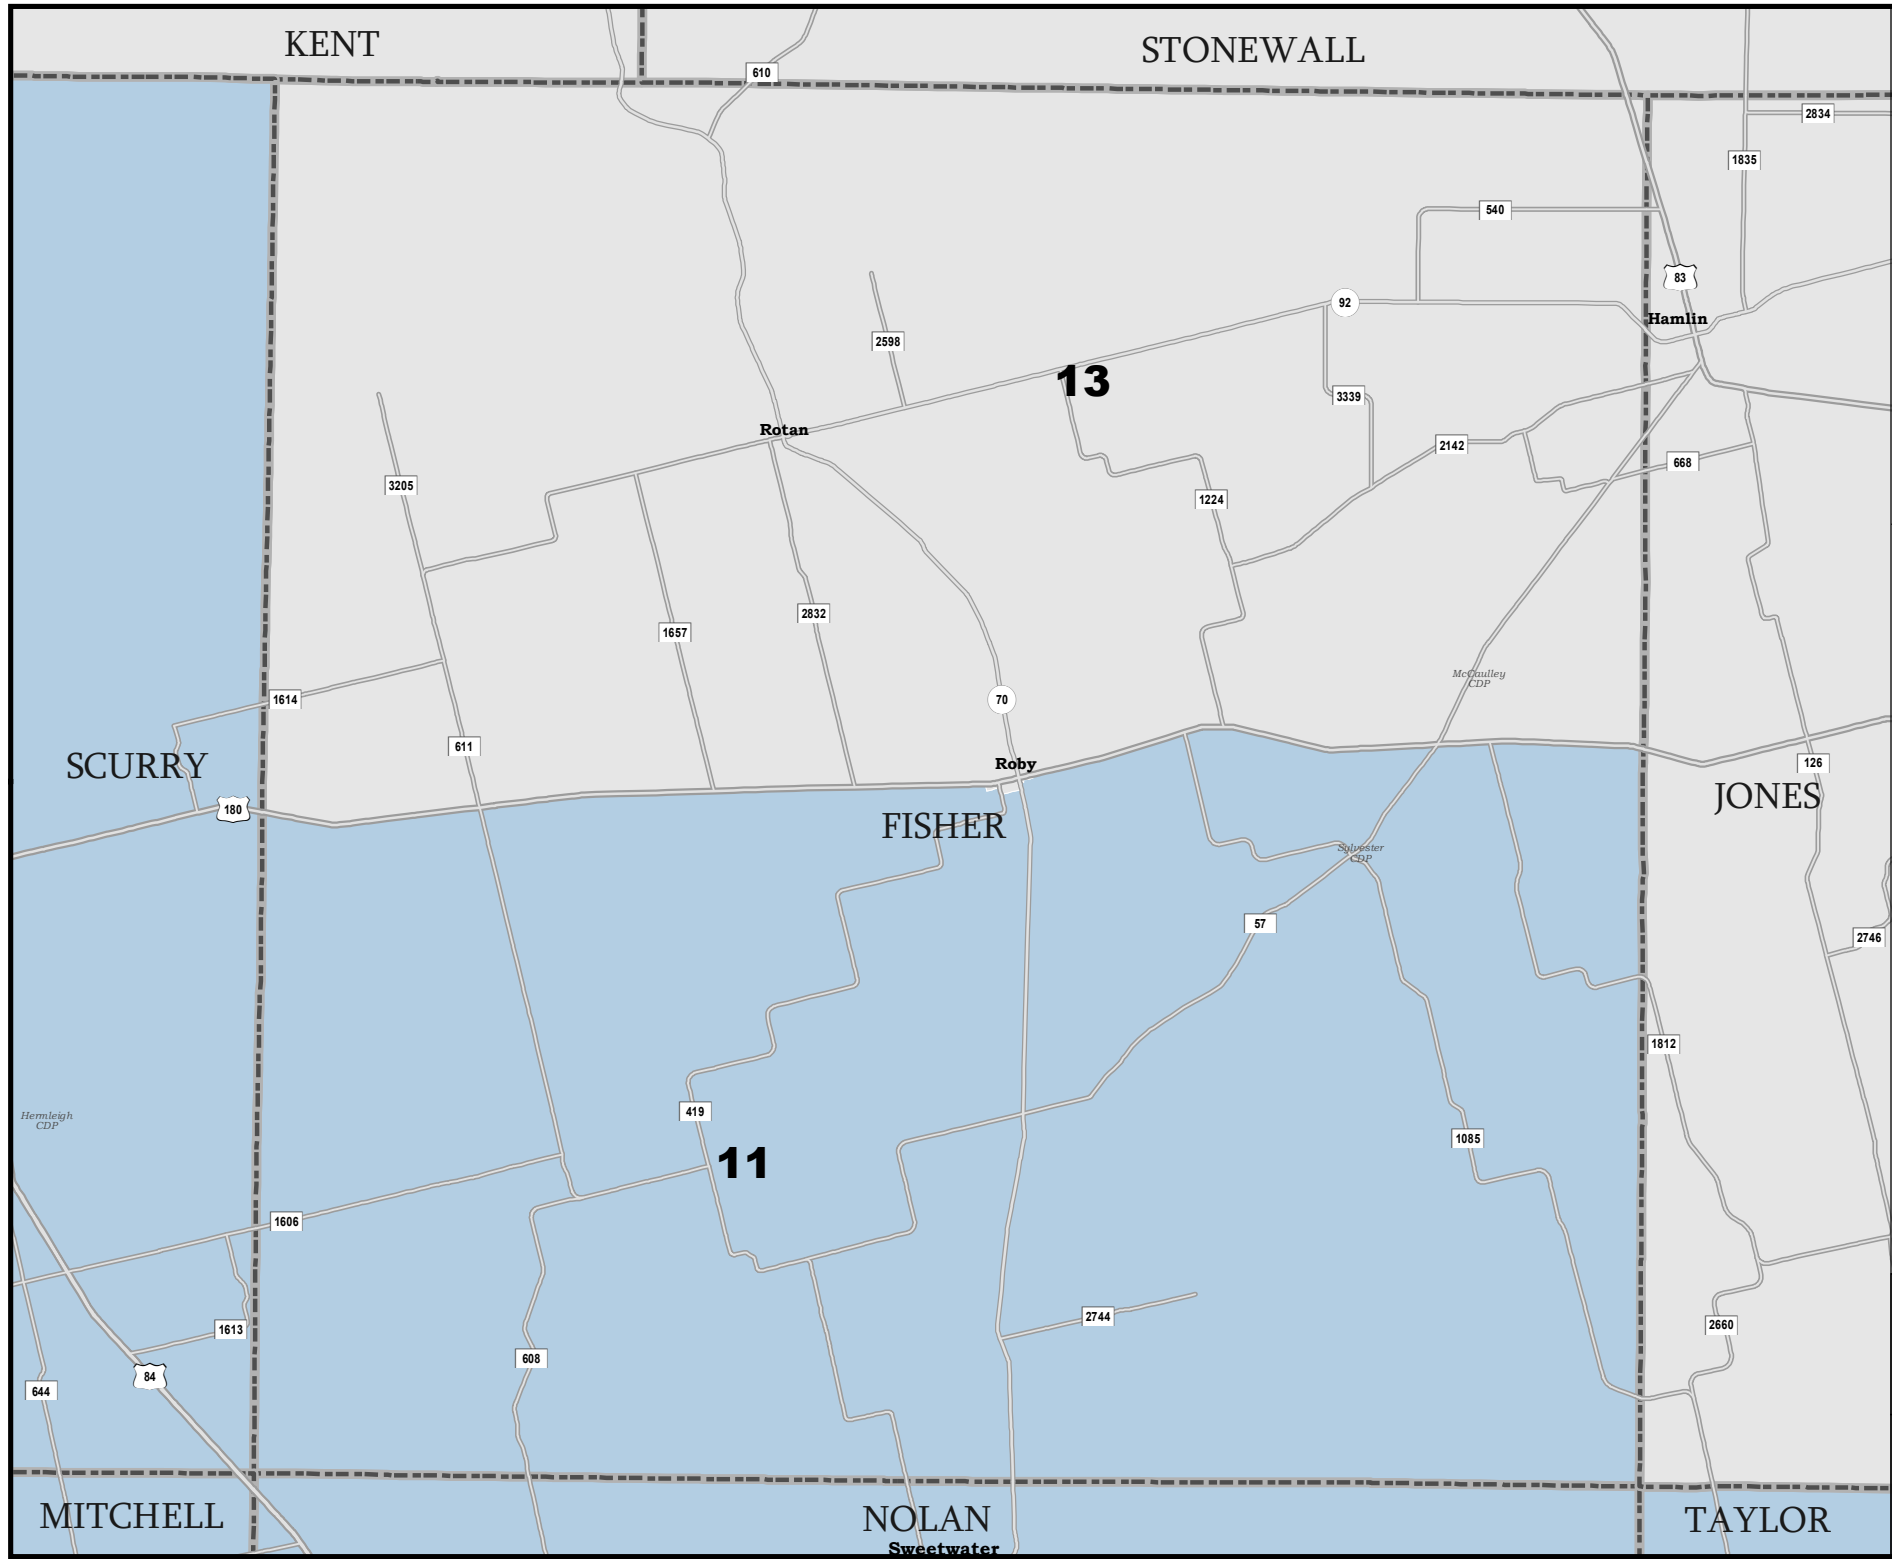 KENT
STONEWALL
610
2834
1835
540
83
92
Hamlin
2598
13
3339
Rotan
2142
668
3205
1224
2832
1657
McCaulley
CDP
1614
70
611
SCURRY
Roby
126
JONES
180
FISHER
Sylvester
CDP
57
2746
1812
419
Hermleigh
CDP
1085
11
1606
2744
2660
1613
608
84
644
MITCHELL
NOLAN
TAYLOR
Sweetwater